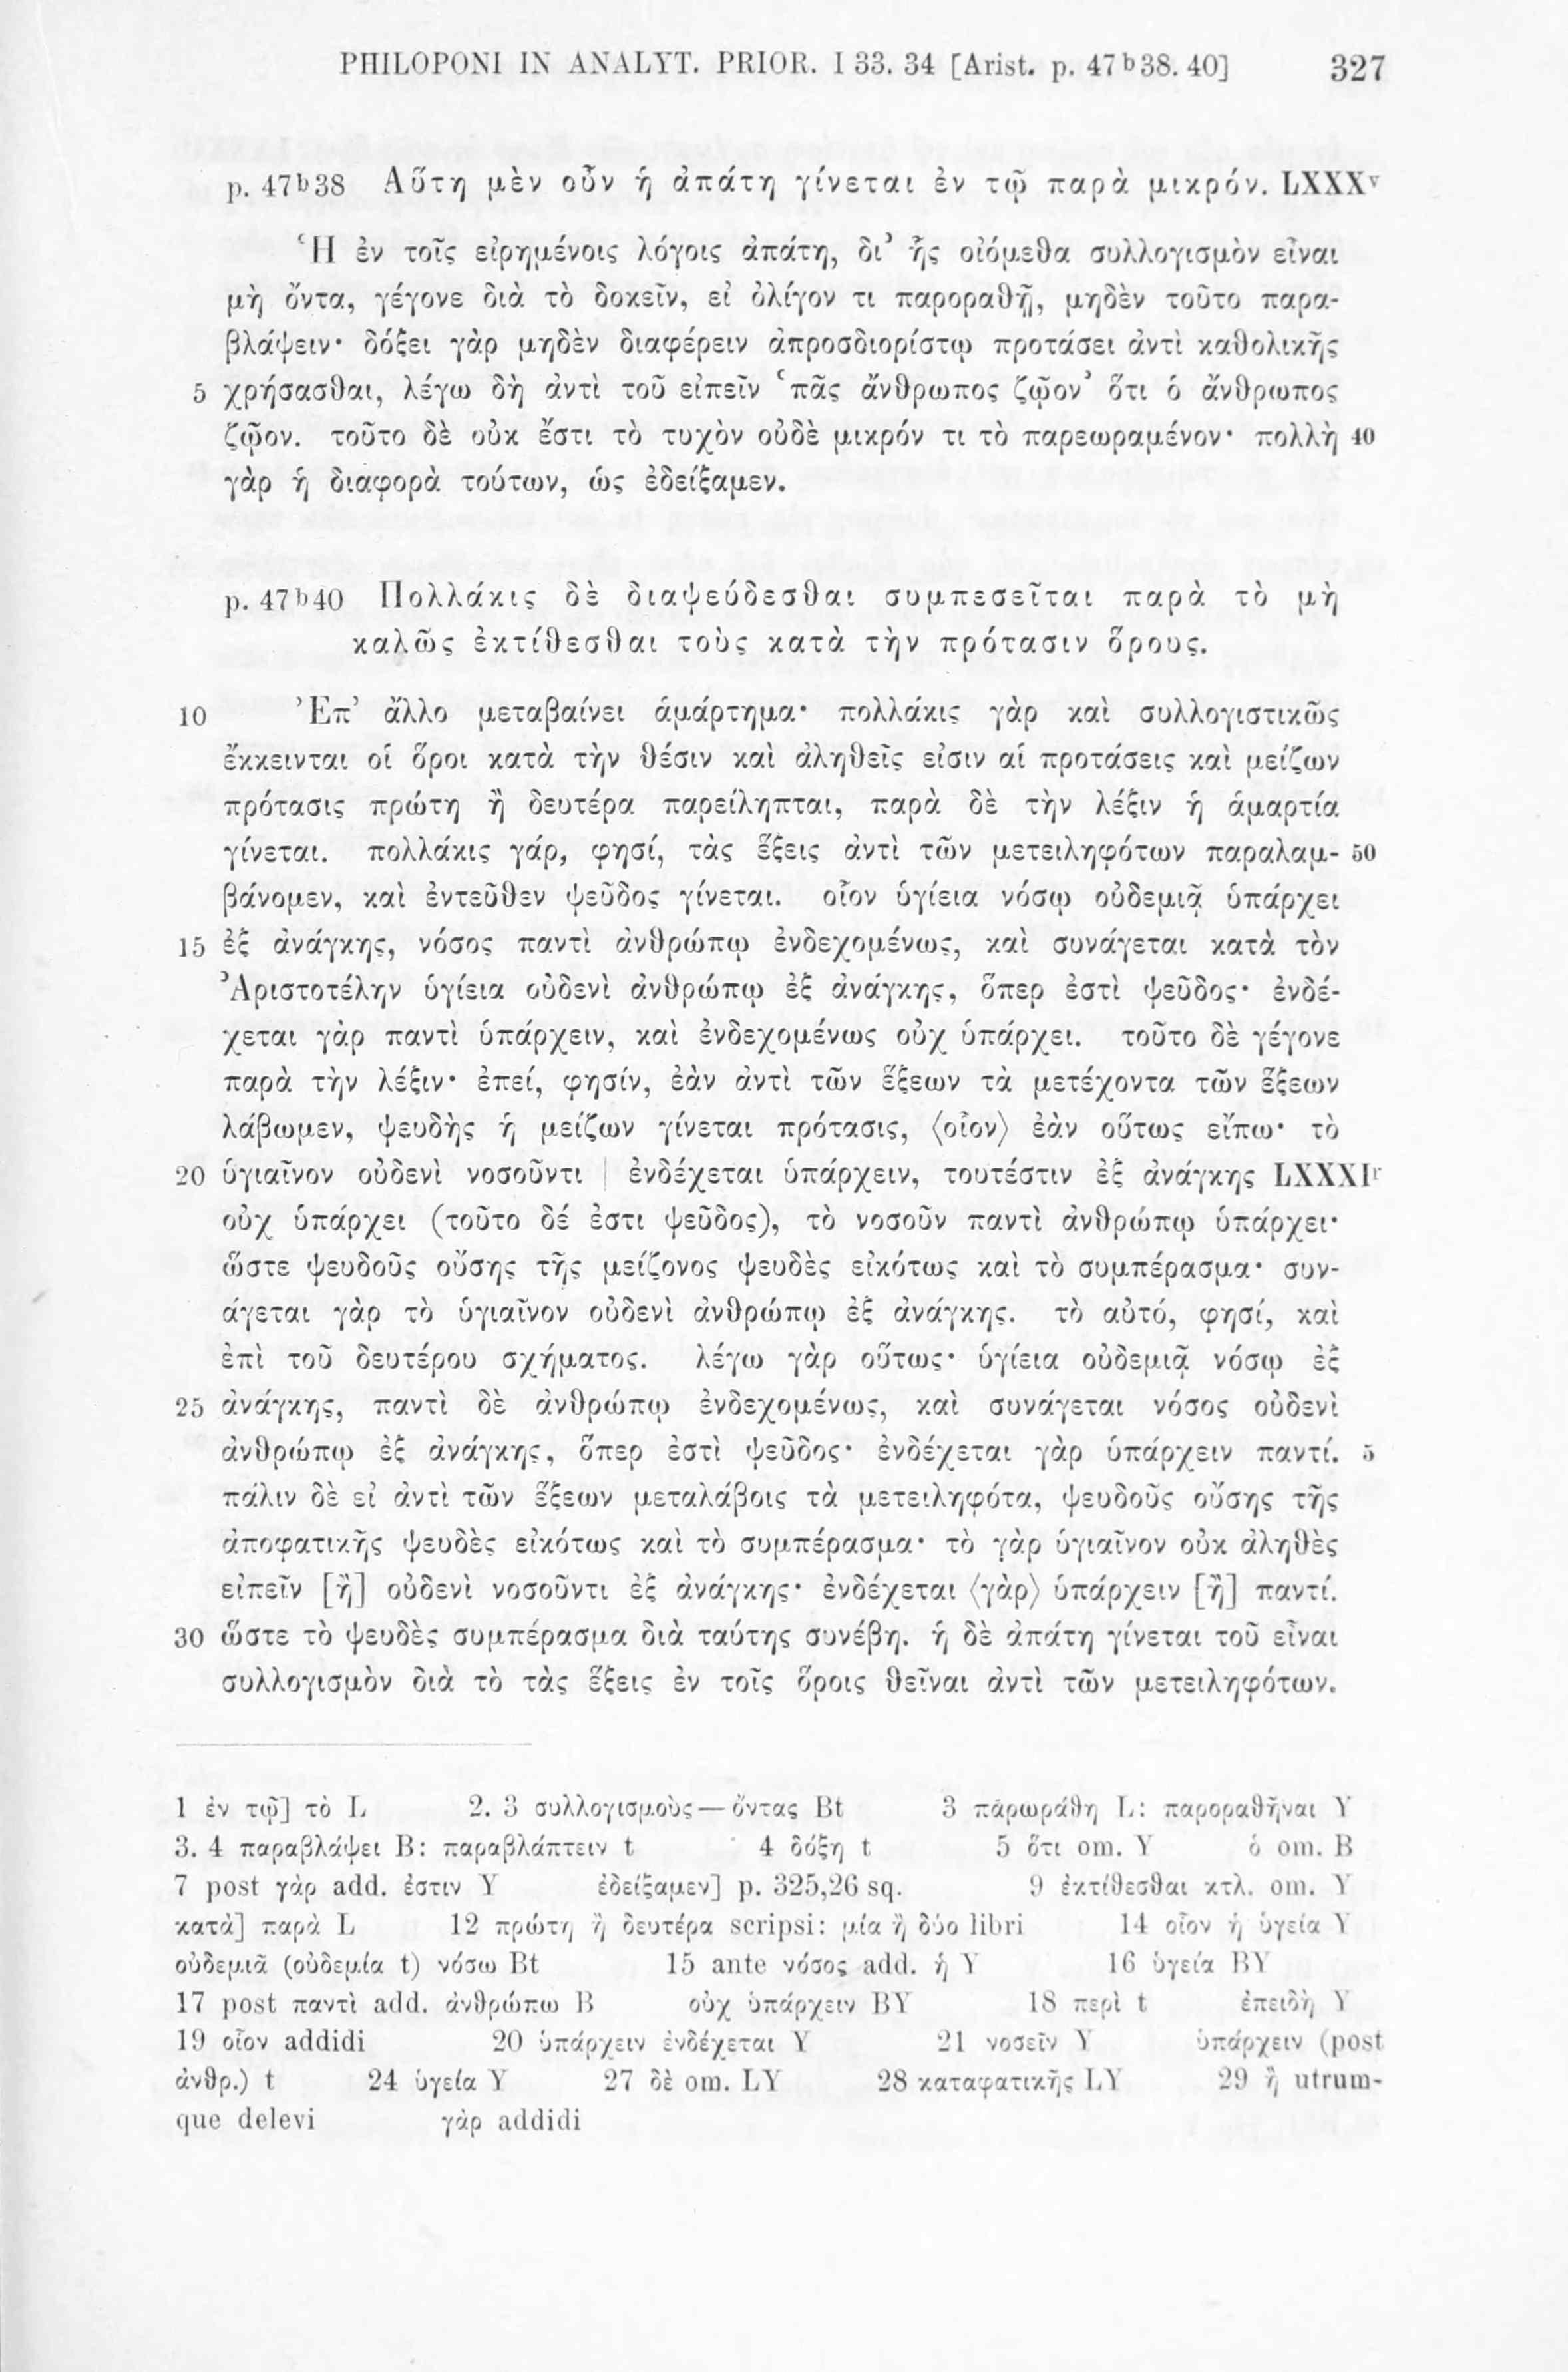 PHILOPONI IN ANALYT. PRIOR. I 33. 34 [Arist. p. 47ᵇ38. 40] 327
p. 47ᵇ38 Αὕτη μὲν οὖν ἡ ἀπάτη γίνεται ἐν τῷ παρὰ μικρόν. LXXXᵛ
Ἡ ἐν τοῖς εἰρημένοις λόγοις ἀπάτη, δι’ ἧς οἰόμεθα συλλογισμὸν εἶναι
μὴ ὄντα, γέγονε διὰ τὸ δοκεῖν, εἰ ὀλίγον τι παροραθῇ, μηδὲν τοῦτο παρα-
βλάψειν· δόξει γὰρ μηδὲν διαφέρειν ἀπροσδιορίστῳ προτάσει ἀντὶ καθολικῆς
5 χρήσασθαι, λέγω δὴ ἀντὶ τοῦ εἰπεῖν ‘πᾶς ἄνθρωπος ζῷον’ ὅτι ὁ ἄνθρωπος
ζῷον. τοῦτο δὲ οὐκ ἔστι τὸ τυχὸν οὐδὲ μικρόν τι τὸ παρεωραμένον· πολλὴ 40
γὰρ ἡ διαφορὰ τούτων, ὡς ἐδείξαμεν.
p. 47ᵇ40 Πολλάκις δὲ διαψεύδεσθαι συμπεσεῖται παρὰ τὸ μὴ
καλῶς ἐκτίθεσθαι τοὺς κατὰ τὴν πρότασιν ὅρους.
10 Ἐπ’ ἄλλο μεταβαίνει ἁμάρτημα· πολλάκις γὰρ καὶ συλλογιστικῶς
ἔκκεινται οἱ ὅροι κατὰ τὴν θέσιν καὶ ἀληθεῖς εἰσιν αἱ προτάσεις καὶ μείζων
πρότασις πρώτη ἢ δευτέρα παρείληπται, παρὰ δὲ τὴν λέξιν ἡ ἁμαρτία
γίνεται. πολλάκις γάρ, φησί, τὰς ἕξεις ἀντὶ τῶν μετειληφότων παραλαμ- 50
βάνομεν, καὶ ἐντεῦθεν ψεῦδος γίνεται. οἷον ὑγίεια νόσῳ οὐδεμιᾷ ὑπάρχει
15 ἐξ ἀνάγκης, νόσος παντὶ ἀνθρώπῳ ἐνδεχομένως, καὶ συνάγεται κατὰ τὸν
Ἀριστοτέλην ὑγίεια οὐδενὶ ἀνθρώπῳ ἐξ ἀνάγκης, ὅπερ ἐστὶ ψεῦδος· ἐνδέ-
χεται γὰρ παντὶ ὑπάρχειν, καὶ ἐνδεχομένως οὐχ ὑπάρχει. τοῦτο δὲ γέγονε
παρὰ τὴν λέξιν· ἐπεί, φησίν, ἐὰν ἀντὶ τῶν ἕξεων τὰ μετέχοντα τῶν ἕξεων
λάβωμεν, ψευδὴς ἡ μείζων γίνεται πρότασις, ⟨οἷον⟩ ἐὰν οὕτως εἴπω· τὸ
20 ὑγιαῖνον οὐδενὶ νοσοῦντι | ἐνδέχεται ὑπάρχειν, τουτέστιν ἐξ ἀνάγκης LXXXIʳ
οὐχ ὑπάρχει (τοῦτο δέ ἐστι ψεῦδος), τὸ νοσοῦν παντὶ ἀνθρώπῳ ὑπάρχει·
ὥστε ψευδοῦς οὔσης τῆς μείζονος ψευδὲς εἰκότως καὶ τὸ συμπέρασμα· συν-
άγεται γὰρ τὸ ὑγιαῖνον οὐδενὶ ἀνθρώπῳ ἐξ ἀνάγκης. τὸ αὐτό, φησί, καὶ
ἐπὶ τοῦ δευτέρου σχήματος. λέγω γὰρ οὕτως· ὑγίεια οὐδεμιᾷ νόσῳ ἐξ
25 ἀνάγκης, παντὶ δὲ ἀνθρώπῳ ἐνδεχομένως, καὶ συνάγεται νόσος οὐδενὶ
ἀνθρώπῳ ἐξ ἀνάγκης, ὅπερ ἐστὶ ψεῦδος· ἐνδέχεται γὰρ ὑπάρχειν παντί. 5
πάλιν δὲ εἰ ἀντὶ τῶν ἕξεων μεταλάβοις τὰ μετειληφότα, ψευδοῦς οὔσης τῆς
ἀποφατικῆς ψευδὲς εἰκότως καὶ τὸ συμπέρασμα· τὸ γὰρ ὑγιαῖνον οὐκ ἀληθὲς
εἰπεῖν [ἢ] οὐδενὶ νοσοῦντι ἐξ ἀνάγκης· ἐνδέχεται ⟨γὰρ⟩ ὑπάρχειν [ἢ] παντί.
30 ὥστε τὸ ψευδὲς συμπέρασμα διὰ ταύτης συνέβη. ἡ δὲ ἀπάτη γίνεται τοῦ εἶναι
συλλογισμὸν διὰ τὸ τὰς ἕξεις ἐν τοῖς ὅροις θεῖναι ἀντὶ τῶν μετειληφότων.
1 ἐν τῷ] τὸ L 2. 3 συλλογισμοὺς — ὄντας Bt 3 παρωράθη L: παροραθῆναι Y
3. 4 παραβλάψει B: παραβλάπτειν t 4 δόξη t 5 ὅτι om. Y ὁ om. B
7 post γὰρ add. ἐστιν Y ἐδείξαμεν] p. 325,26 sq. 9 ἐκτίθεσθαι κτλ. om. Y
κατὰ] παρὰ L 12 πρώτη ἢ δευτέρα scripsi: μία ἢ δύο libri 14 οἷον ἡ ὑγεία Y
οὐδεμιᾶ (οὐδεμία t) νόσω Bt 15 ante νόσος add. ἡ Y 16 ὑγεία BY
17 post παντὶ add. ἀνθρώπω B οὐχ ὑπάρχειν BY 18 περὶ t ἐπειδὴ Y
19 οἷον addidi 20 ὑπάρχειν ἐνδέχεται Y 21 νοσεῖν Y ὑπάρχειν (post
ἀνθρ.) t 24 ὑγεία Y 27 δὲ om. LY 28 καταφατικῆς LY 29 ἢ utrum-
que delevi γὰρ addidi